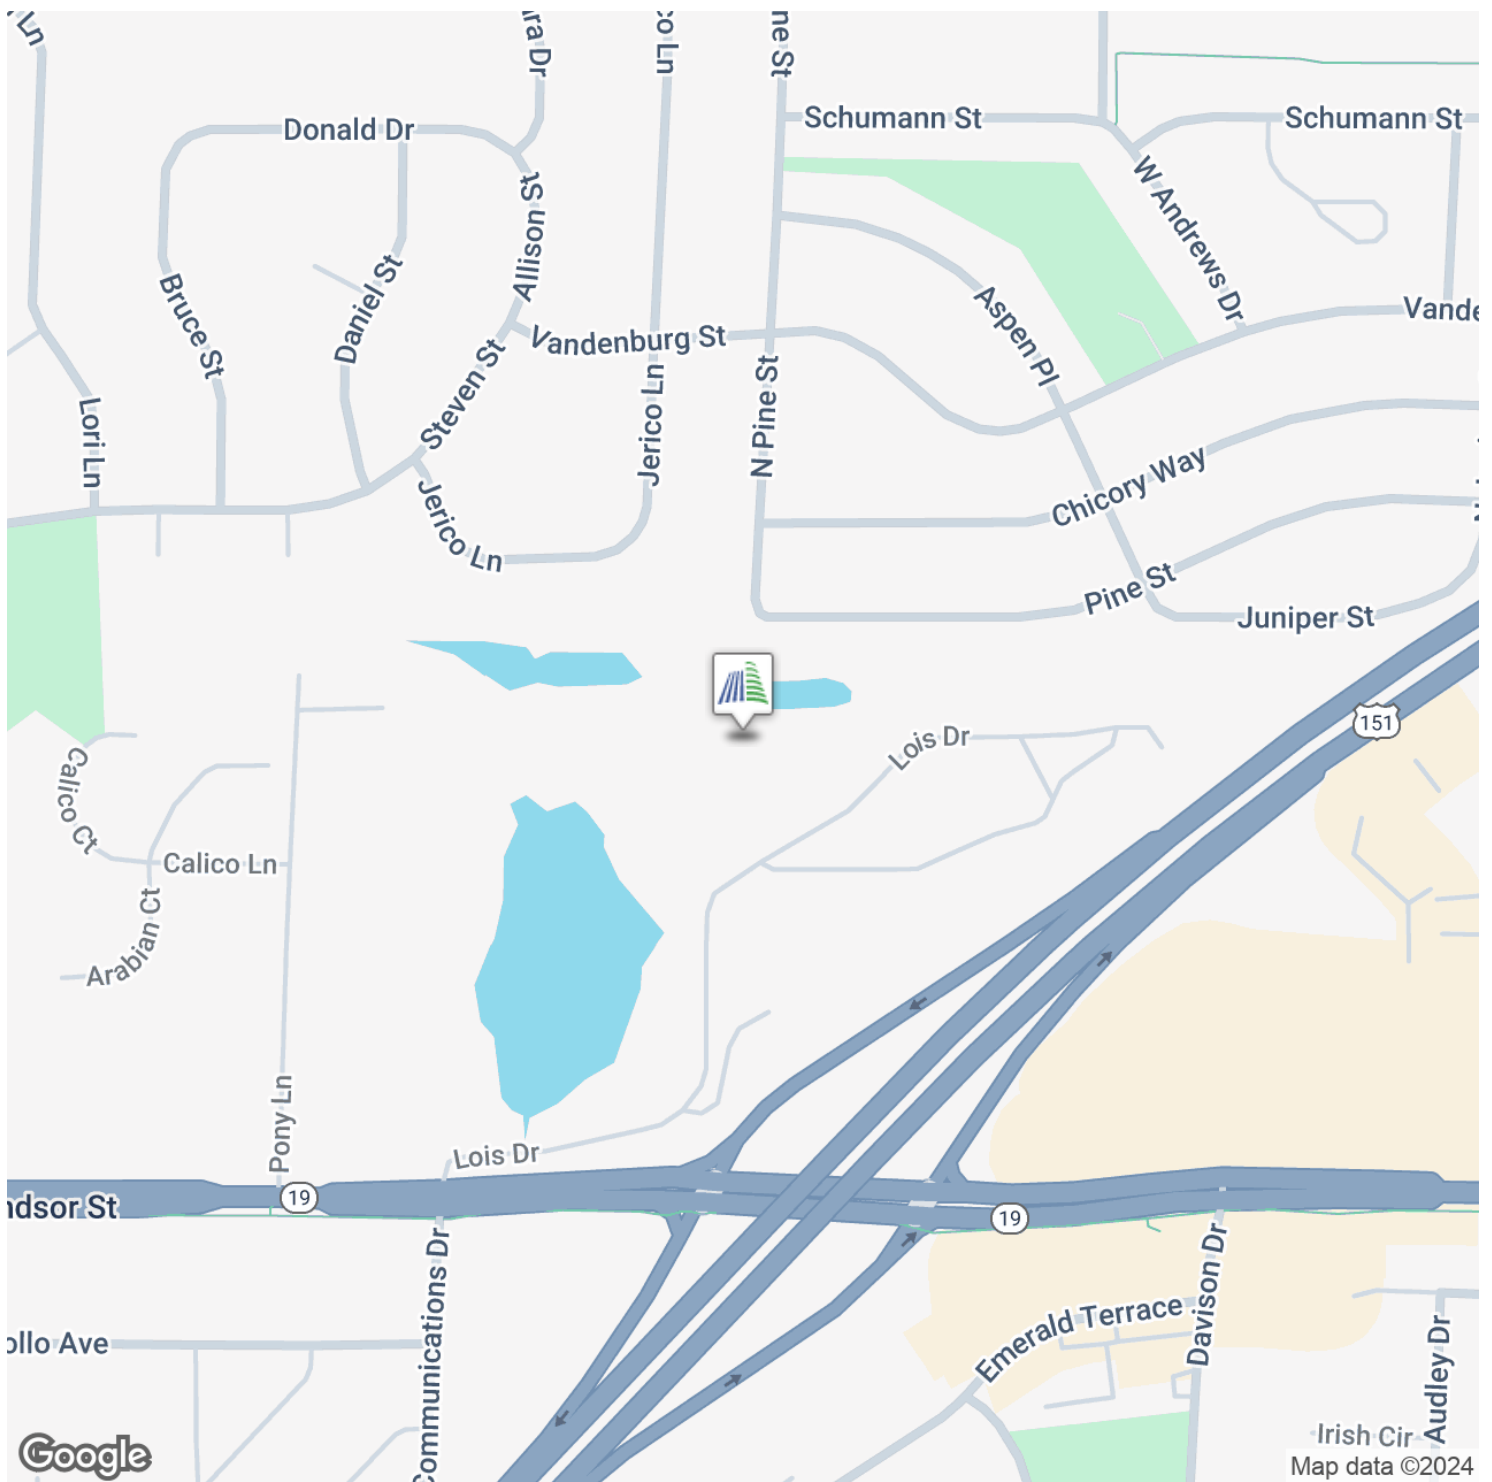 Ln
ra Dr
co Ln
ne St
Schumann St
Schumann St
Donald Dr
W Andrews Dr
Allison St
Bruce St
Daniel St
Aspen Pl
Vande
Vandenburg St
Steven St
Jerico Ln
N Pine St
Lori Ln
Chicory Way
Jerico Ln
Pine St
Juniper St
151
Lois Dr
Calico Ct
Calico Ln
Arabian Ct
Pony Ln
Lois Dr
ndsor St
19
19
Communications Dr
Davison Dr
Emerald Terrace
ollo Ave
Audley Dr
Irish Cir
Google
Map data ©2024